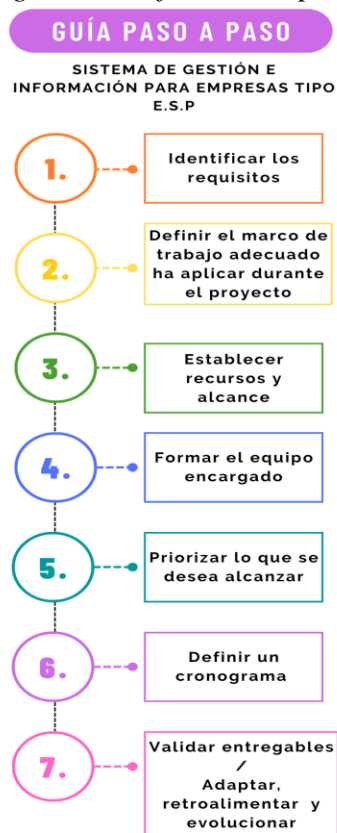 GUÍA PASO A PASO
SISTEMA DE GESTIÓN E
INFORMACIÓN PARA EMPRESAS TIPO
E.S.P
1.
Identificar los
requisitos
2.
Definir el marco de
trabajo adecuado
ha aplicar durante
el proyecto
3.
Establecer
recursos y
alcance
4.
Formar el equipo
encargado
5.
Priorizar lo que se
desea alcanzar
6.
Definir un
cronograma
7.
Validar entregables
/
Adaptar,
retroalimentar y
evolucionar